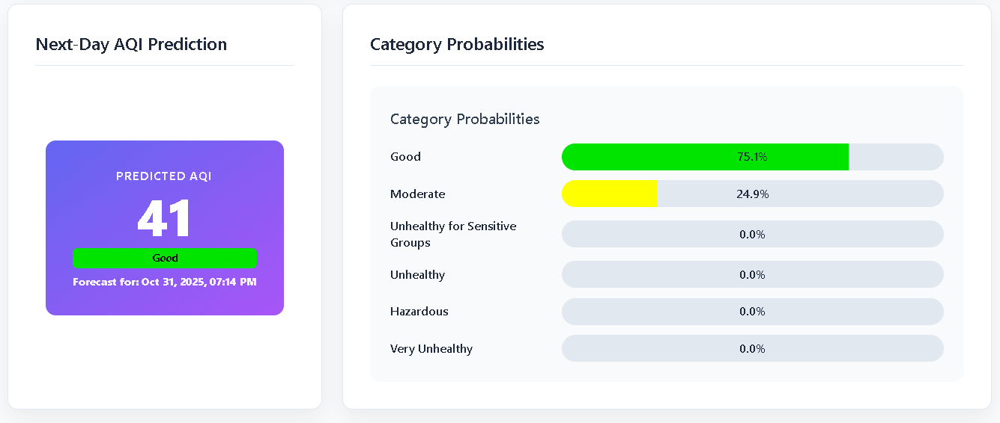 Next-Day AQI Prediction
PREDICTED AQI
41
Good
Forecast for: Oct 31, 2025, 07:14 PM
Category Probabilities
Category Probabilities
Good
75.1%
Moderate
24.9%
Unhealthy for Sensitive
Groups
0.0%
Unhealthy
0.0%
Hazardous
0.0%
Very Unhealthy
0.0%